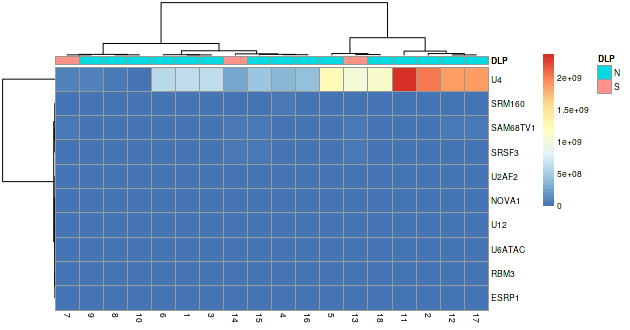 DLP
DLP
N
S
U4
SRM160
SAM68TV1
SRSF3
U2AF2
NOVA1
U12
U6ATAC
RBM3
ESRP1
2e+09
1.5e+09
1e+09
5e+08
0
7 9 8 10 6 1 3 14 15 4 16 5 13 18 11 2 12 17